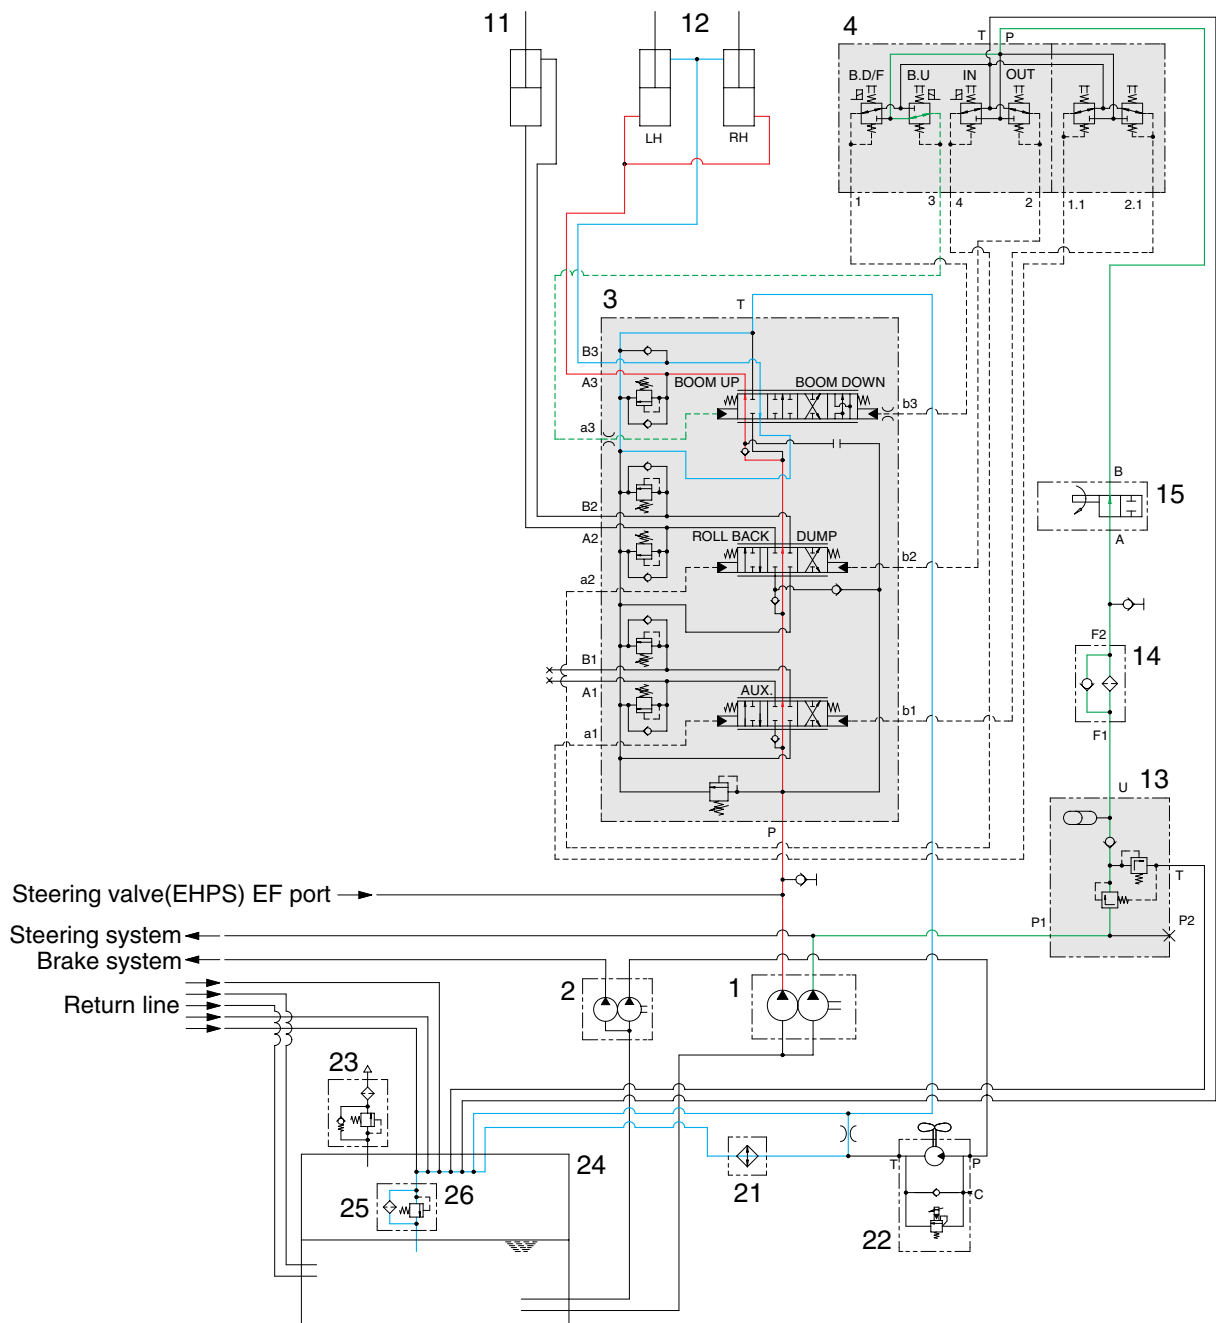 11
12
4
T
P
B.D/F
B.U
IN
OUT
LH
RH
1
3
4
2
1.1
2.1
3
T
B3
A3
BOOM UP
BOOM DOWN
b3
a3
B
15
B2
A2
ROLL BACK
DUMP
b2
A
a2
F2
14
B1
A1
AUX.
b1
a1
F1
13
U
P
T
Steering valve(EHPS) EF port
P1
P2
Steering system
Brake system
2
1
Return line
23
24
T
P
25
26
21
C
22